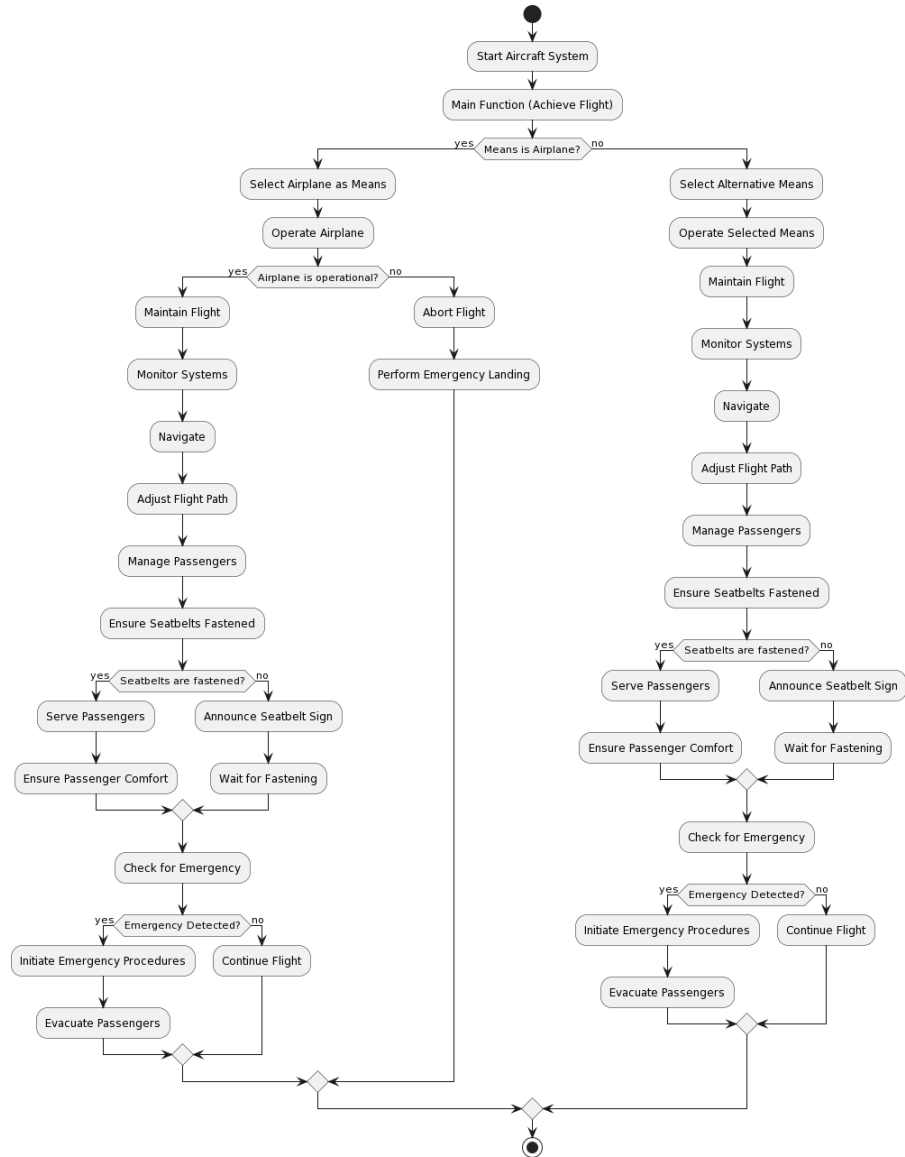 Start Aircraft System
Main Function (Achieve Flight)
yes
Means is Airplane?
no
Select Airplane as Means
Operate Airplane
yes
Airplane is operational?
no
Maintain Flight
Monitor Systems
Navigate
Adjust Flight Path
Manage Passengers
Ensure Seatbelts Fastened
yes
Seatbelts are fastened?
no
Serve Passengers
Ensure Passenger Comfort
Announce Seatbelt Sign
Wait for Fastening
Check for Emergency
yes
Emergency Detected?
no
Initiate Emergency Procedures
Evacuate Passengers
Continue Flight
Abort Flight
Perform Emergency Landing
Select Alternative Means
Operate Selected Means
Maintain Flight
Monitor Systems
Navigate
Adjust Flight Path
Manage Passengers
Ensure Seatbelts Fastened
yes
Seatbelts are fastened?
no
Serve Passengers
Ensure Passenger Comfort
Announce Seatbelt Sign
Wait for Fastening
Check for Emergency
yes
Emergency Detected?
no
Initiate Emergency Procedures
Evacuate Passengers
Continue Flight